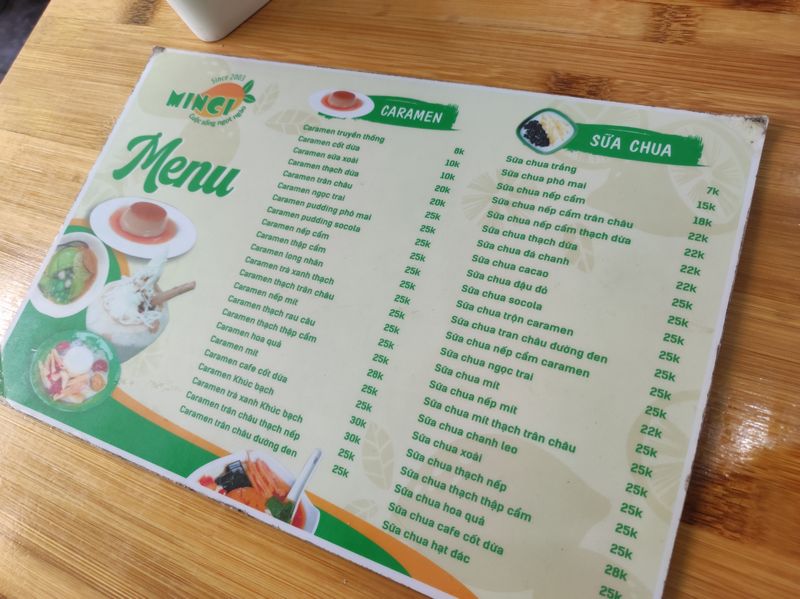 Since 2003
MINCI
Cuộc sống ngọt ngào
Menu
CARAMEN
Caramen truyền thống 8k
Caramen cốt dừa 10k
Caramen sữa xoài 10k
Caramen thạch dừa 20k
Caramen trân châu 20k
Caramen ngọc trai 25k
Caramen pudding phô mai 25k
Caramen pudding socola 25k
Caramen nếp cẩm 25k
Caramen thập cẩm 25k
Caramen long nhãn 25k
Caramen trà xanh thạch 25k
Caramen thạch trân châu 25k
Caramen nếp mít 25k
Caramen thạch rau câu 25k
Caramen thạch thập cẩm 25k
Caramen hoa quả 28k
Caramen mít 25k
Caramen cafe cốt dừa 25k
Caramen Khúc bạch 30k
Caramen trà xanh Khúc bạch 30k
Caramen trân châu thạch nếp 25k
Caramen trân châu đường đen 25k
SỮA CHUA
Sữa chua trắng 7k
Sữa chua phô mai 15k
Sữa chua nếp cẩm 18k
Sữa chua nếp cẩm trân châu 22k
Sữa chua nếp cẩm thạch dừa 22k
Sữa chua thạch dừa 22k
Sữa chua đá chanh 22k
Sữa chua cacao 25k
Sữa chua đậu đỏ 25k
Sữa chua socola 25k
Sữa chua trộn caramen 25k
Sữa chua tran châu đường đen 25k
Sữa chua nếp cẩm caramen 25k
Sữa chua ngọc trai 25k
Sữa chua mít 22k
Sữa chua nếp mít 25k
Sữa chua mít thạch trân châu 25k
Sữa chua chanh leo 25k
Sữa chua xoài 25k
Sữa chua thạch nếp 25k
Sữa chua thạch thập cẩm 25k
Sữa chua hoa quả 28k
Sữa chua cafe cốt dừa 25k
Sữa chua hạt đác